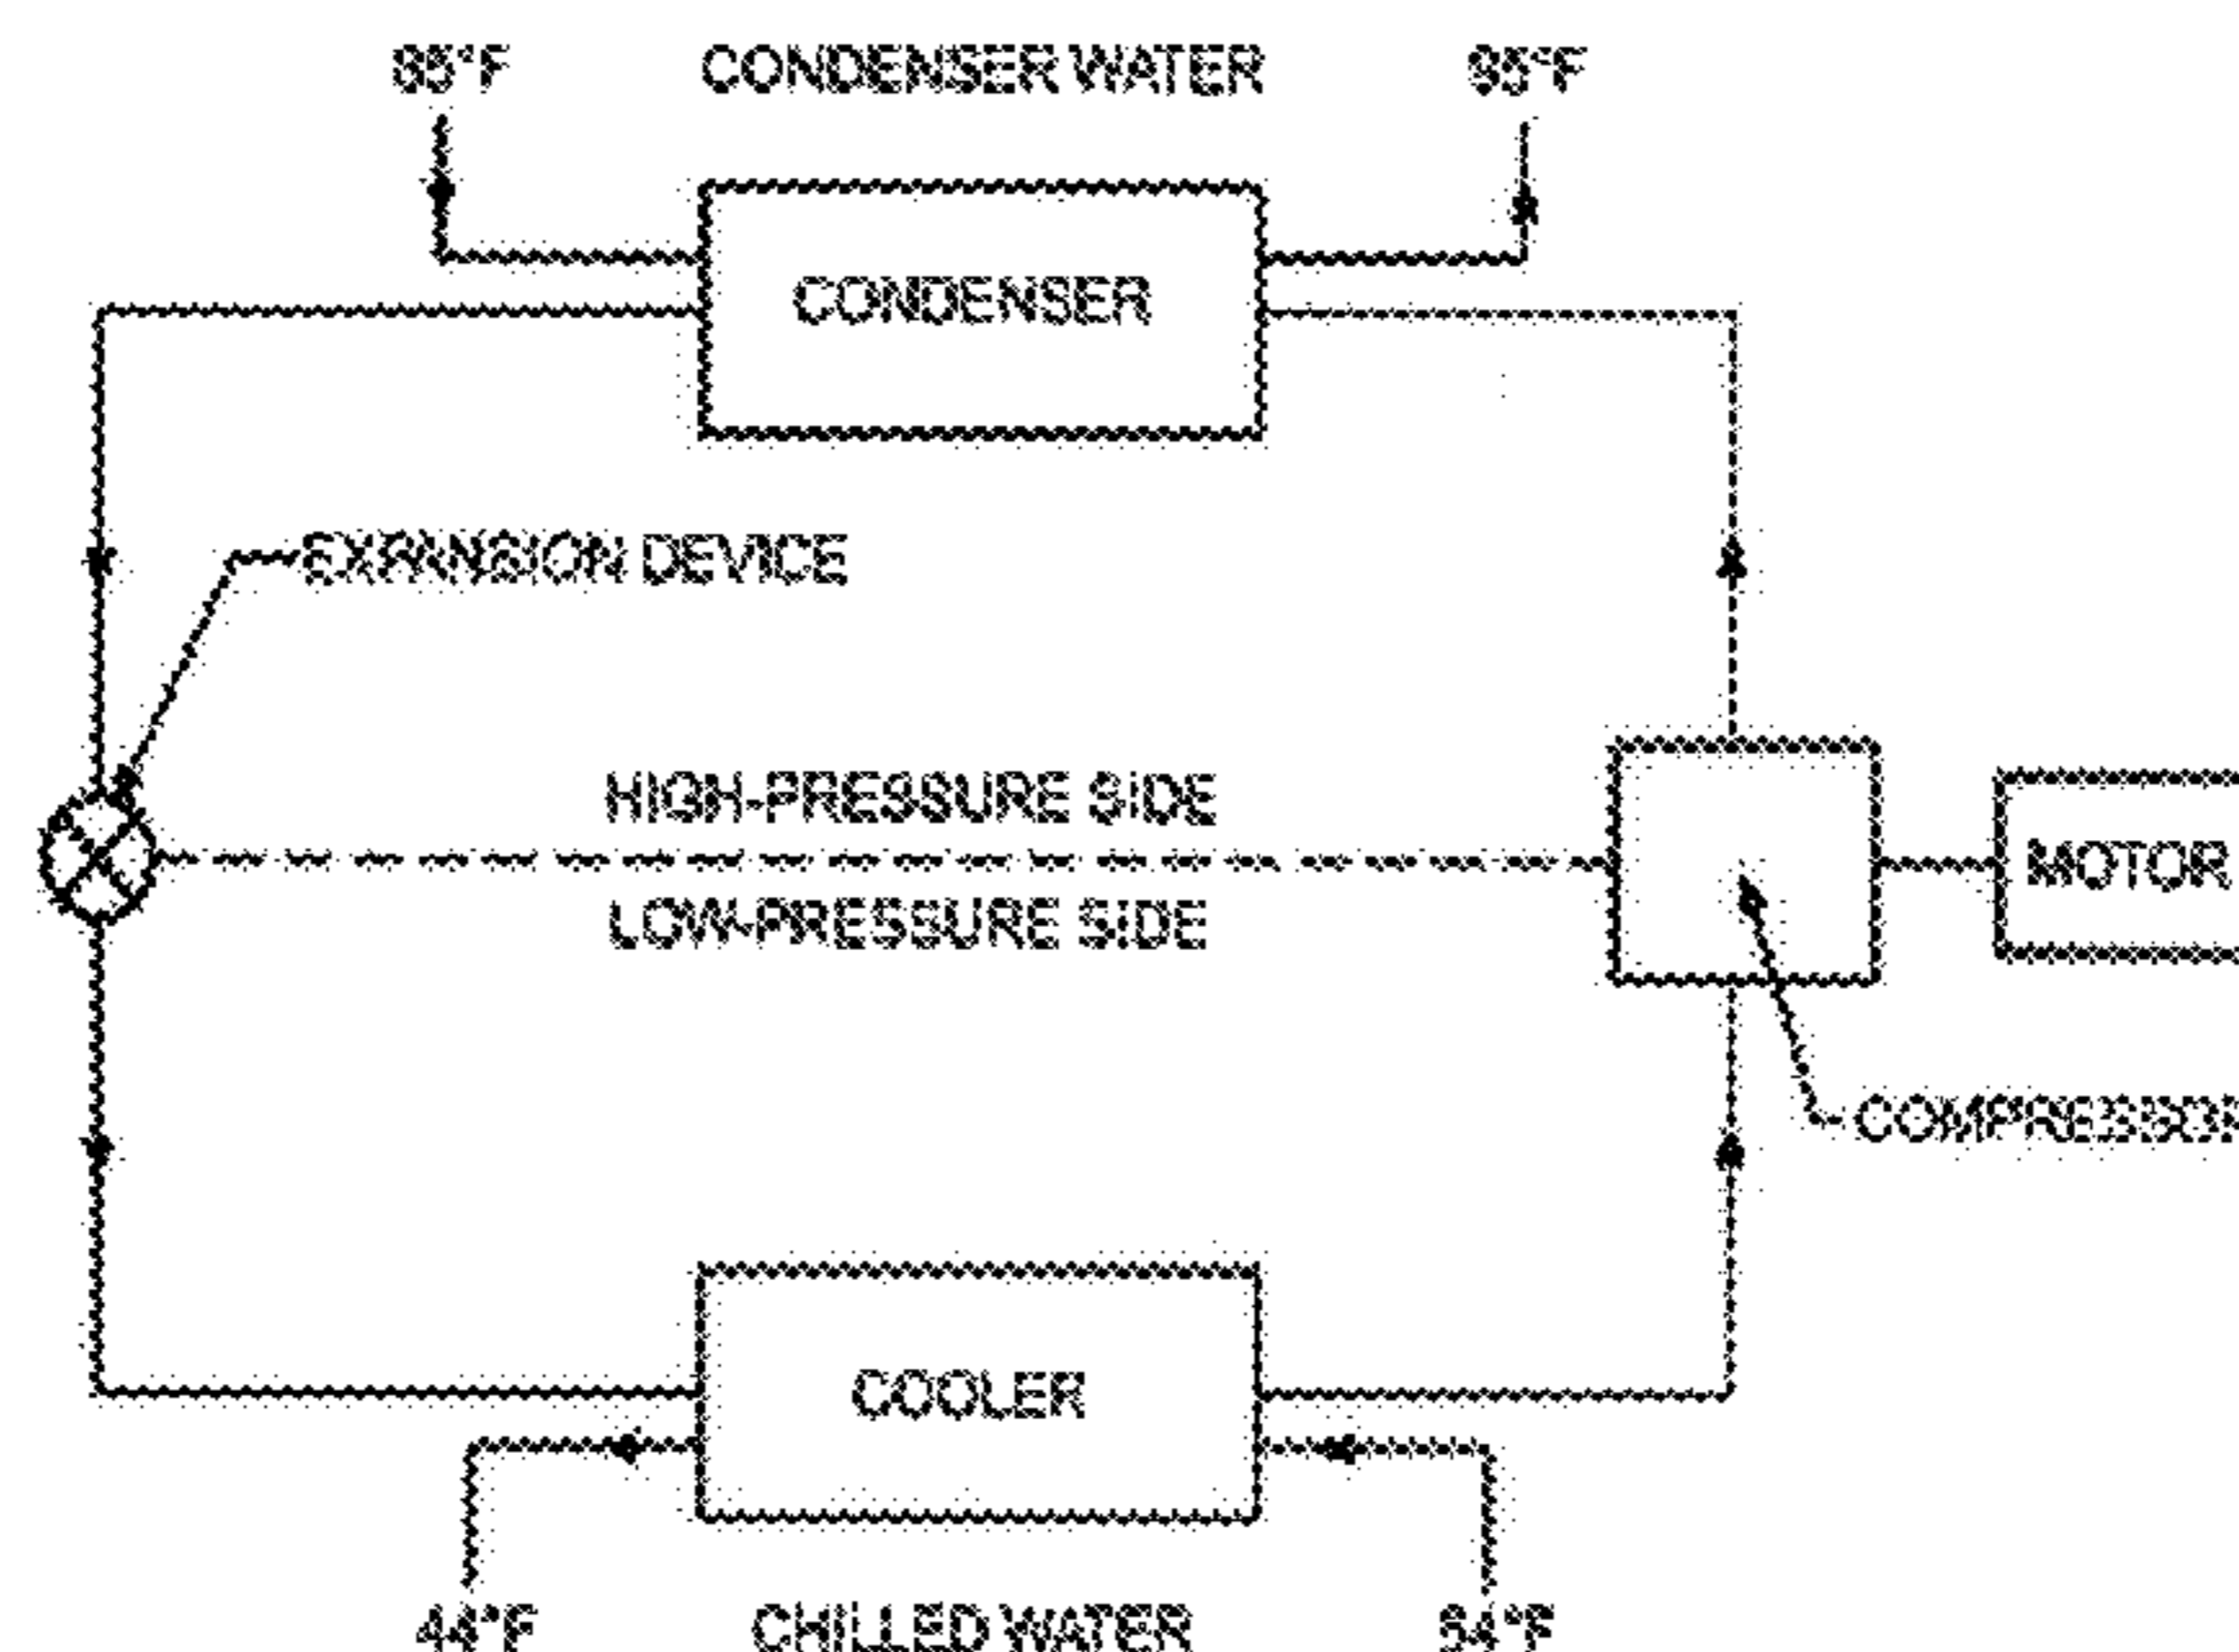 85°F CONDENSER WATER 95°F
CONDENSER
EXPANSION DEVICE
HIGH-PRESSURE SIDE
LOW-PRESSURE SIDE
MOTOR
COMPRESSOR
COOLER
44°F CHILLED WATER 54°F